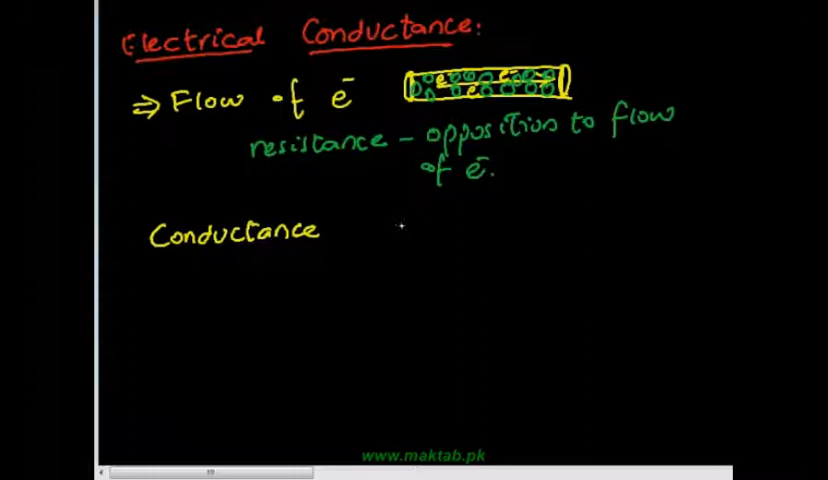 Electrical Conductance:
⇒ Flow of e⁻
e e⁻ e
resistance - opposition to flow
of e⁻.
Conductance
www.maktab.pk